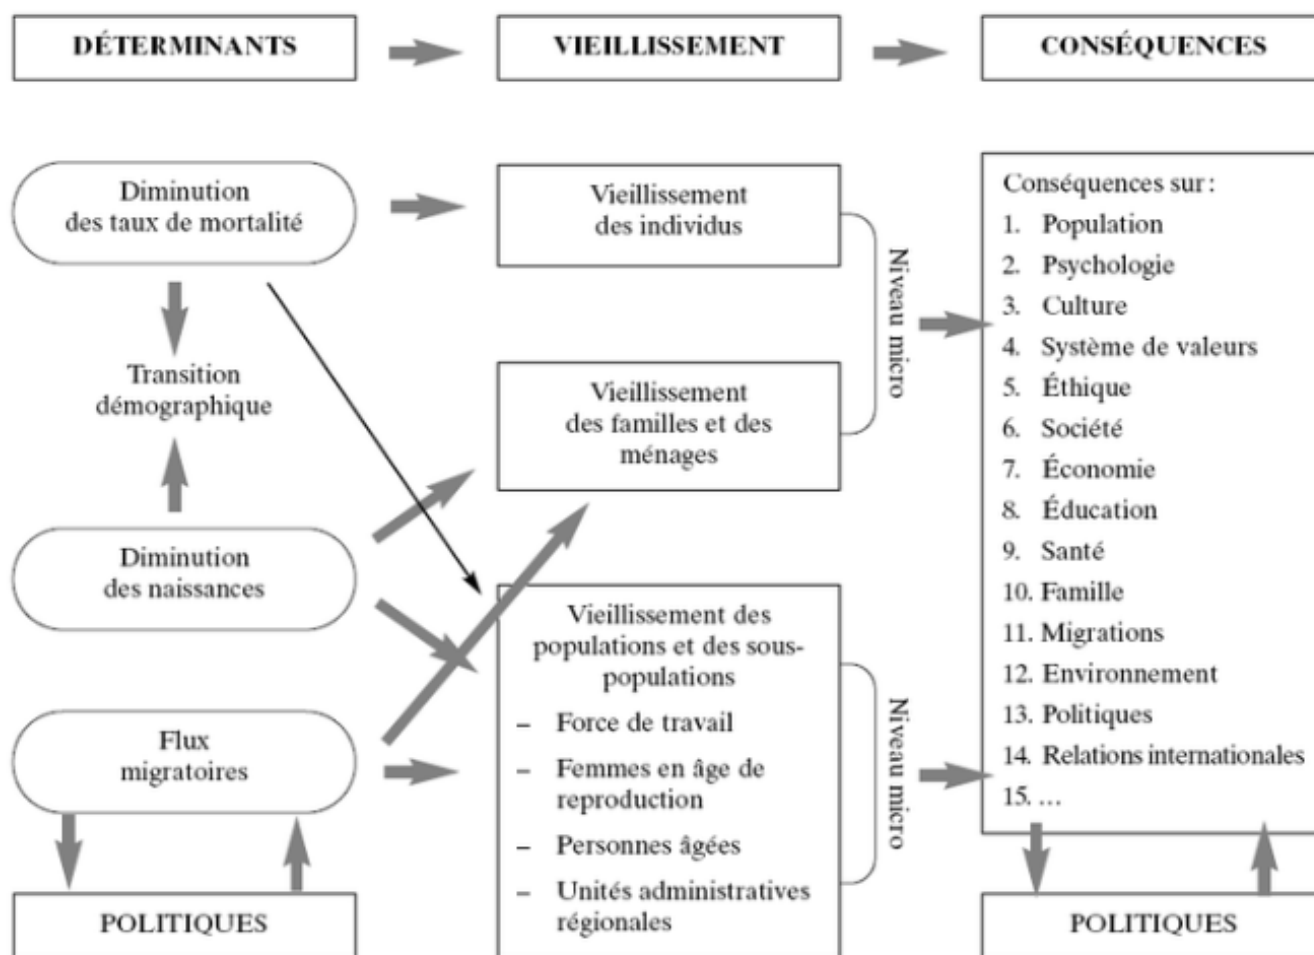 DÉTERMINANTS
VIEILLISSEMENT
CONSÉQUENCES
Diminution
des taux de mortalité
Transition
démographique
Diminution
des naissances
Flux
migratoires
POLITIQUES
Vieillissement
des individus
Vieillissement
des familles et des
ménages
Niveau micro
Vieillissement des
populations et des sous-
populations
– Force de travail
– Femmes en âge de
reproduction
– Personnes âgées
– Unités administratives
régionales
Niveau micro
Conséquences sur :
1. Population
2. Psychologie
3. Culture
4. Système de valeurs
5. Éthique
6. Société
7. Économie
8. Éducation
9. Santé
10. Famille
11. Migrations
12. Environnement
13. Politiques
14. Relations internationales
15. ...
POLITIQUES